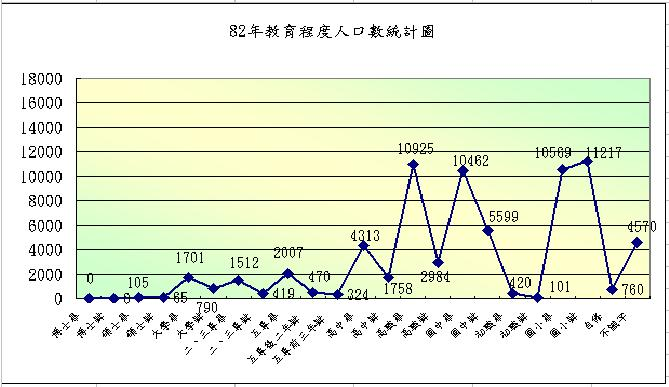 82年教育程度人口數統計圖
18000
16000
14000
12000
10000
8000
6000
4000
2000
0
0
8
105
65
1701
790
1512
419
2007
470
324
4313
1758
10925
2984
10462
5599
420
101
10569
11217
760
4570
博士畢
博士肄
碩士畢
碩士肄
大學畢
大學肄
二、三專畢
二、三專肄
五專畢
五專後二年肄
五專前三年肄
高中畢
高中肄
高職畢
高職肄
國中畢
國中肄
初職畢
初職肄
國小畢
國小肄
自修
不識字